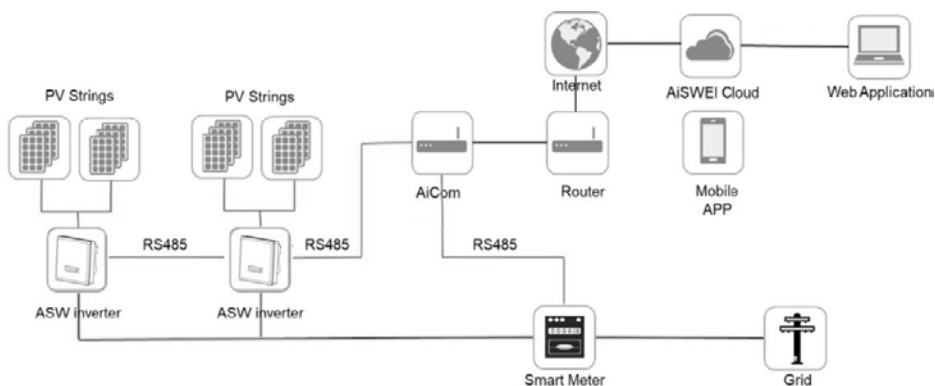 Internet
AiSWEI Cloud
Web Application
PV Strings
PV Strings
AiCom
Router
Mobile
APP
RS485
RS485
RS485
ASW inverter
ASW inverter
Smart Meter
Grid